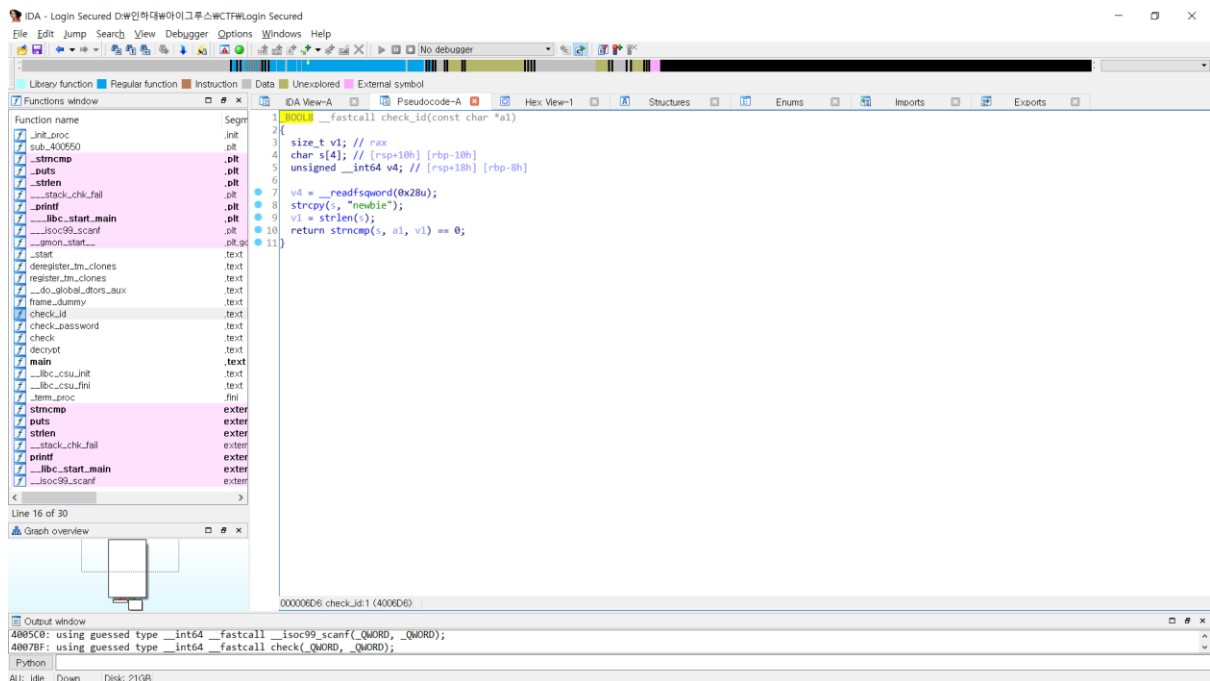 IDA - Login Secured D:₩인하대₩아이그루스₩CTF₩Login Secured
File Edit Jump Search View Debugger Options Windows Help
No debugger
Library function Regular function Instruction Data Unexplored External symbol
Functions window
IDA View-A Pseudocode-A Hex View-1 Structures Enums Imports Exports
Function name Segm
_init_proc .init
sub_400550 .plt
_strncmp .plt
_puts .plt
_strlen .plt
___stack_chk_fail .plt
_printf .plt
___libc_start_main .plt
___isoc99_scanf .plt
__gmon_start__ .plt.go
_start .text
deregister_tm_clones .text
register_tm_clones .text
__do_global_dtors_aux .text
frame_dummy .text
check_id .text
check_password .text
check .text
decrypt .text
main .text
__libc_csu_init .text
__libc_csu_fini .text
_term_proc .fini
strncmp exter
puts exter
strlen exter
__stack_chk_fail extern
printf exter
__libc_start_main exter
__isoc99_scanf extern
Line 16 of 30
Graph overview
1 _BOOL8 __fastcall check_id(const char *a1)
2 {
3 size_t v1; // rax
4 char s[4]; // [rsp+10h] [rbp-10h]
5 unsigned __int64 v4; // [rsp+18h] [rbp-8h]
6
7 v4 = __readfsqword(0x28u);
8 strcpy(s, "newbie");
9 v1 = strlen(s);
10 return strncmp(s, a1, v1) == 0;
11 }
000006D6 check_id:1 (4006D6)
Output window
4005C0: using guessed type __int64 __fastcall __isoc99_scanf(_QWORD, _QWORD);
4007BF: using guessed type __int64 __fastcall check(_QWORD, _QWORD);
Python
AU: idle Down Disk: 21GB